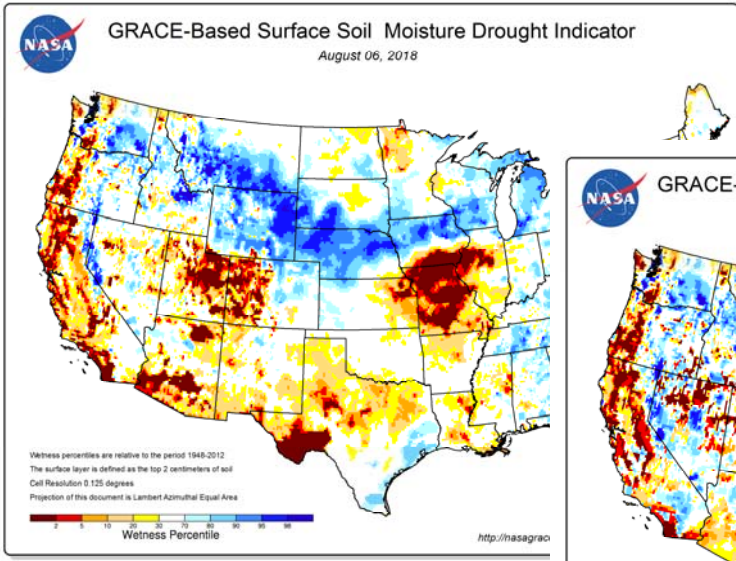 NASA
GRACE-Based Surface Soil Moisture Drought Indicator
August 06, 2018
NASA
GRACE-
Wetness percentiles are relative to the period 1948-2012
The surface layer is defined as the top 2 centimeters of soil
Cell Resolution 0.125 degrees
Projection of this document is Lambert Azimuthal Equal Area
2 5 10 20 30 70 80 90 95 98
Wetness Percentile
http://nasagrace